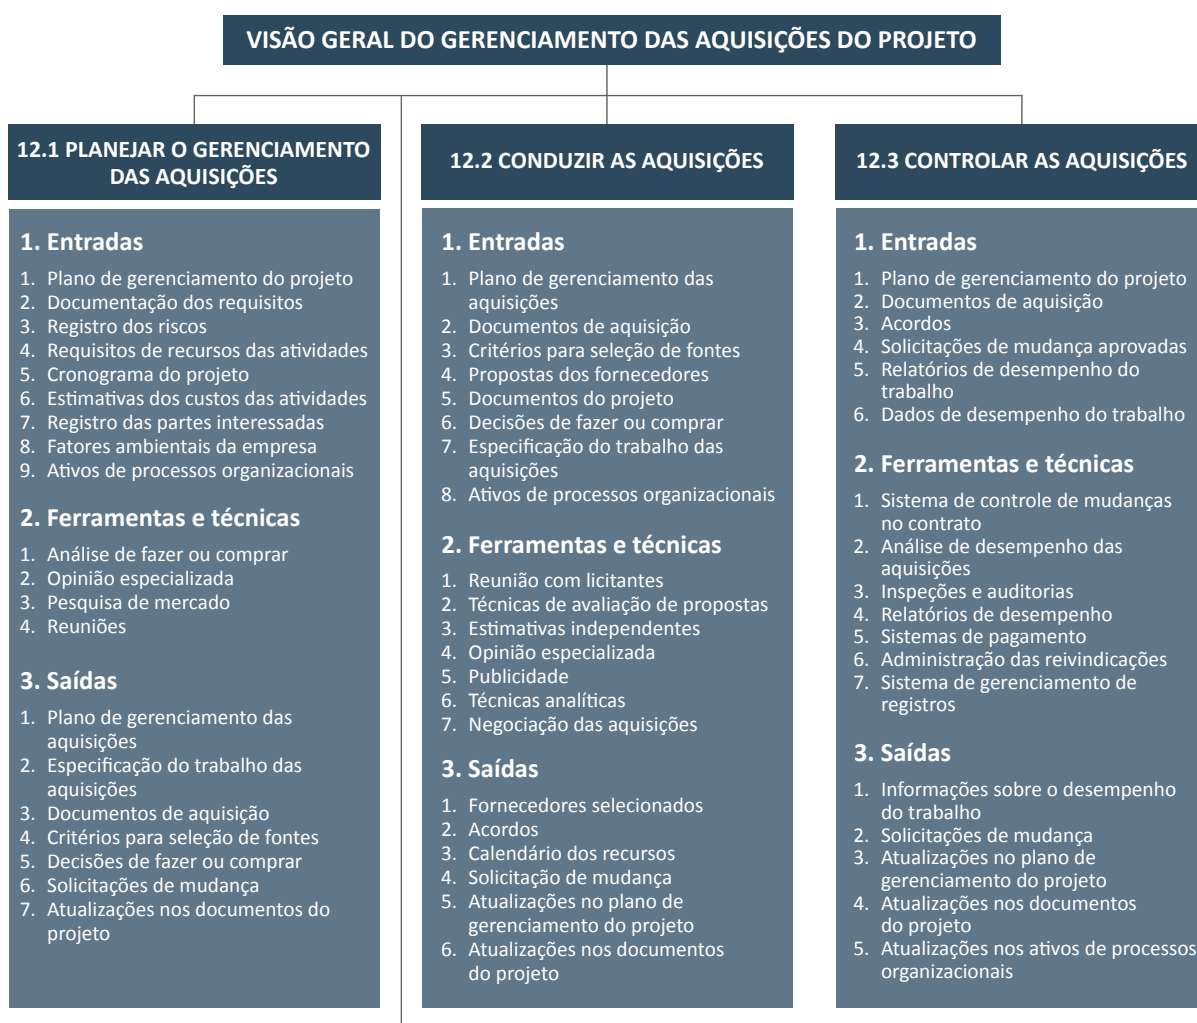 VISÃO GERAL DO GERENCIAMENTO DAS AQUISIÇÕES DO PROJETO
12.1 PLANEJAR O GERENCIAMENTO
DAS AQUISIÇÕES
1. Entradas
1. Plano de gerenciamento do projeto
2. Documentação dos requisitos
3. Registro dos riscos
4. Requisitos de recursos das atividades
5. Cronograma do projeto
6. Estimativas dos custos das atividades
7. Registro das partes interessadas
8. Fatores ambientais da empresa
9. Ativos de processos organizacionais
2. Ferramentas e técnicas
1. Análise de fazer ou comprar
2. Opinião especializada
3. Pesquisa de mercado
4. Reuniões
3. Saídas
1. Plano de gerenciamento das
aquisições
2. Especificação do trabalho das
aquisições
3. Documentos de aquisição
4. Critérios para seleção de fontes
5. Decisões de fazer ou comprar
6. Solicitações de mudança
7. Atualizações nos documentos do
projeto
12.2 CONDUZIR AS AQUISIÇÕES
1. Entradas
1. Plano de gerenciamento das
aquisições
2. Documentos de aquisição
3. Critérios para seleção de fontes
4. Propostas dos fornecedores
5. Documentos do projeto
6. Decisões de fazer ou comprar
7. Especificação do trabalho das
aquisições
8. Ativos de processos organizacionais
2. Ferramentas e técnicas
1. Reunião com licitantes
2. Técnicas de avaliação de propostas
3. Estimativas independentes
4. Opinião especializada
5. Publicidade
6. Técnicas analíticas
7. Negociação das aquisições
3. Saídas
1. Fornecedores selecionados
2. Acordos
3. Calendário dos recursos
4. Solicitação de mudança
5. Atualizações no plano de
gerenciamento do projeto
6. Atualizações nos documentos
do projeto
12.3 CONTROLAR AS AQUISIÇÕES
1. Entradas
1. Plano de gerenciamento do projeto
2. Documentos de aquisição
3. Acordos
4. Solicitações de mudança aprovadas
5. Relatórios de desempenho do
trabalho
6. Dados de desempenho do trabalho
2. Ferramentas e técnicas
1. Sistema de controle de mudanças
no contrato
2. Análise de desempenho das
aquisições
3. Inspeções e auditorias
4. Relatórios de desempenho
5. Sistemas de pagamento
6. Administração das reivindicações
7. Sistema de gerenciamento de
registros
3. Saídas
1. Informações sobre o desempenho
do trabalho
2. Solicitações de mudança
3. Atualizações no plano de
gerenciamento do projeto
4. Atualizações nos documentos
do projeto
5. Atualizações nos ativos de processos
organizacionais